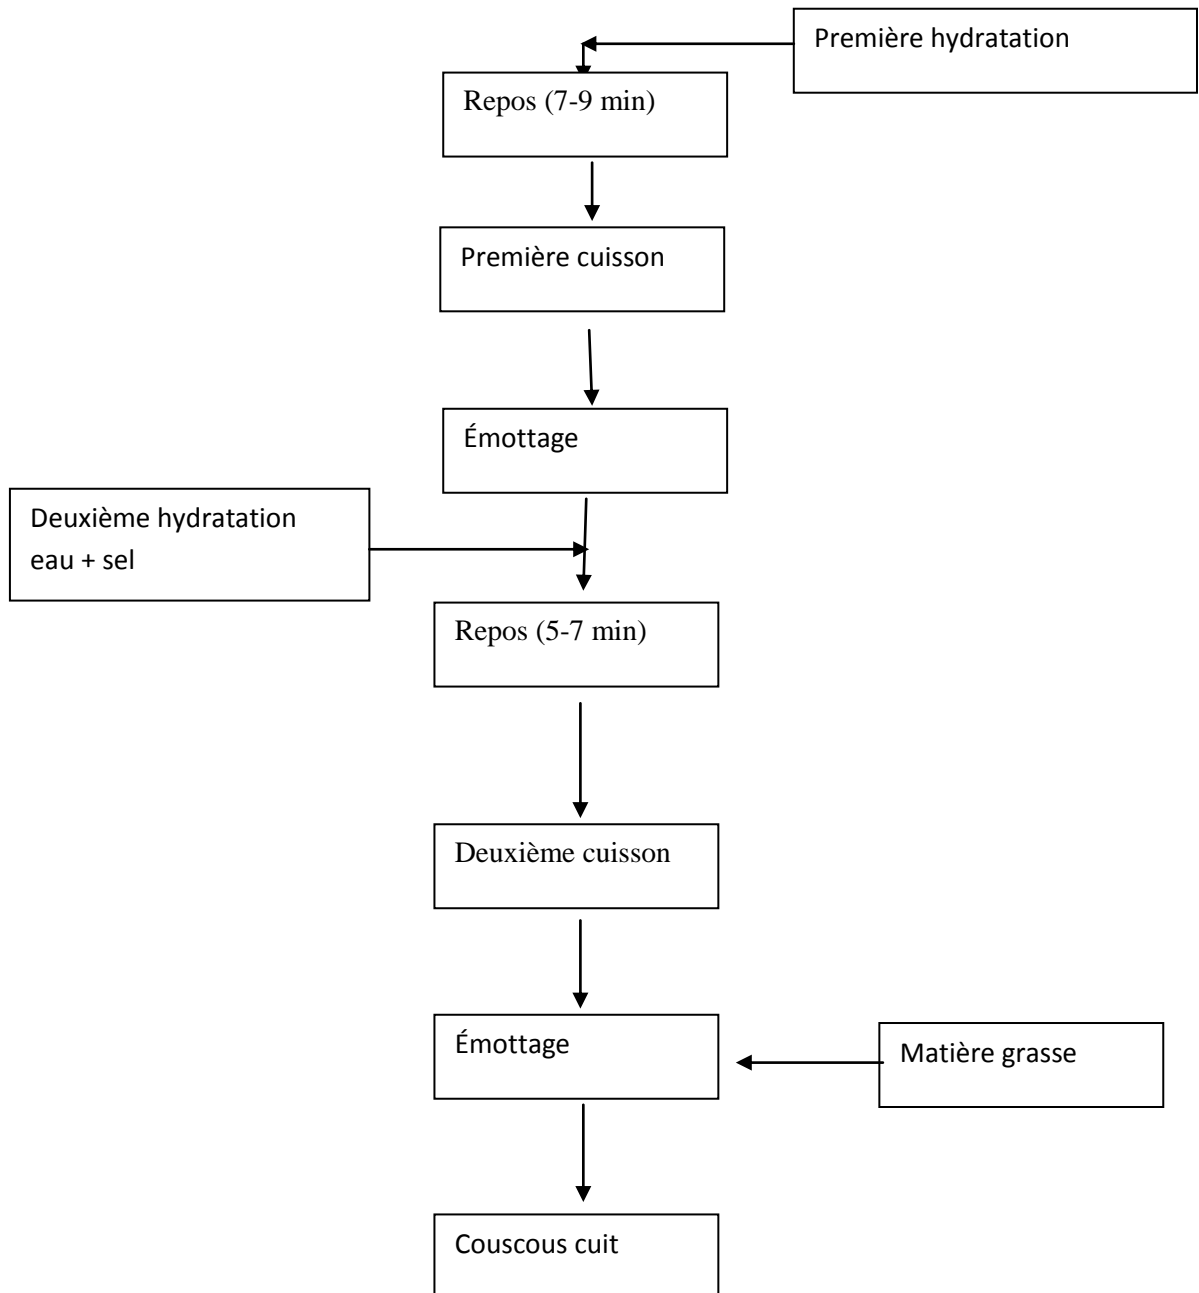 Première hydratation
Repos (7-9 min)
Première cuisson
Émottage
Deuxième hydratation
eau + sel
Repos (5-7 min)
Deuxième cuisson
Émottage
Matière grasse
Couscous cuit